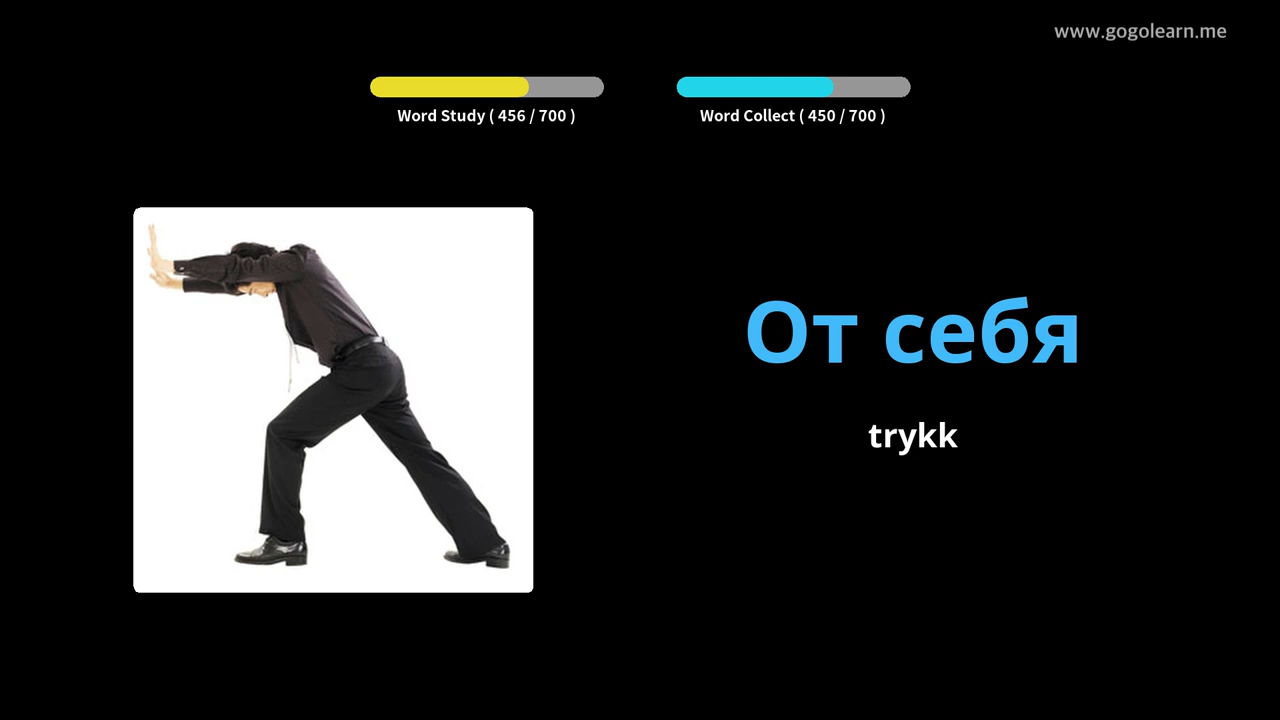 www.gogolearn.me
Word Study ( 456 / 700 )
Word Collect ( 450 / 700 )
От себя
trykk